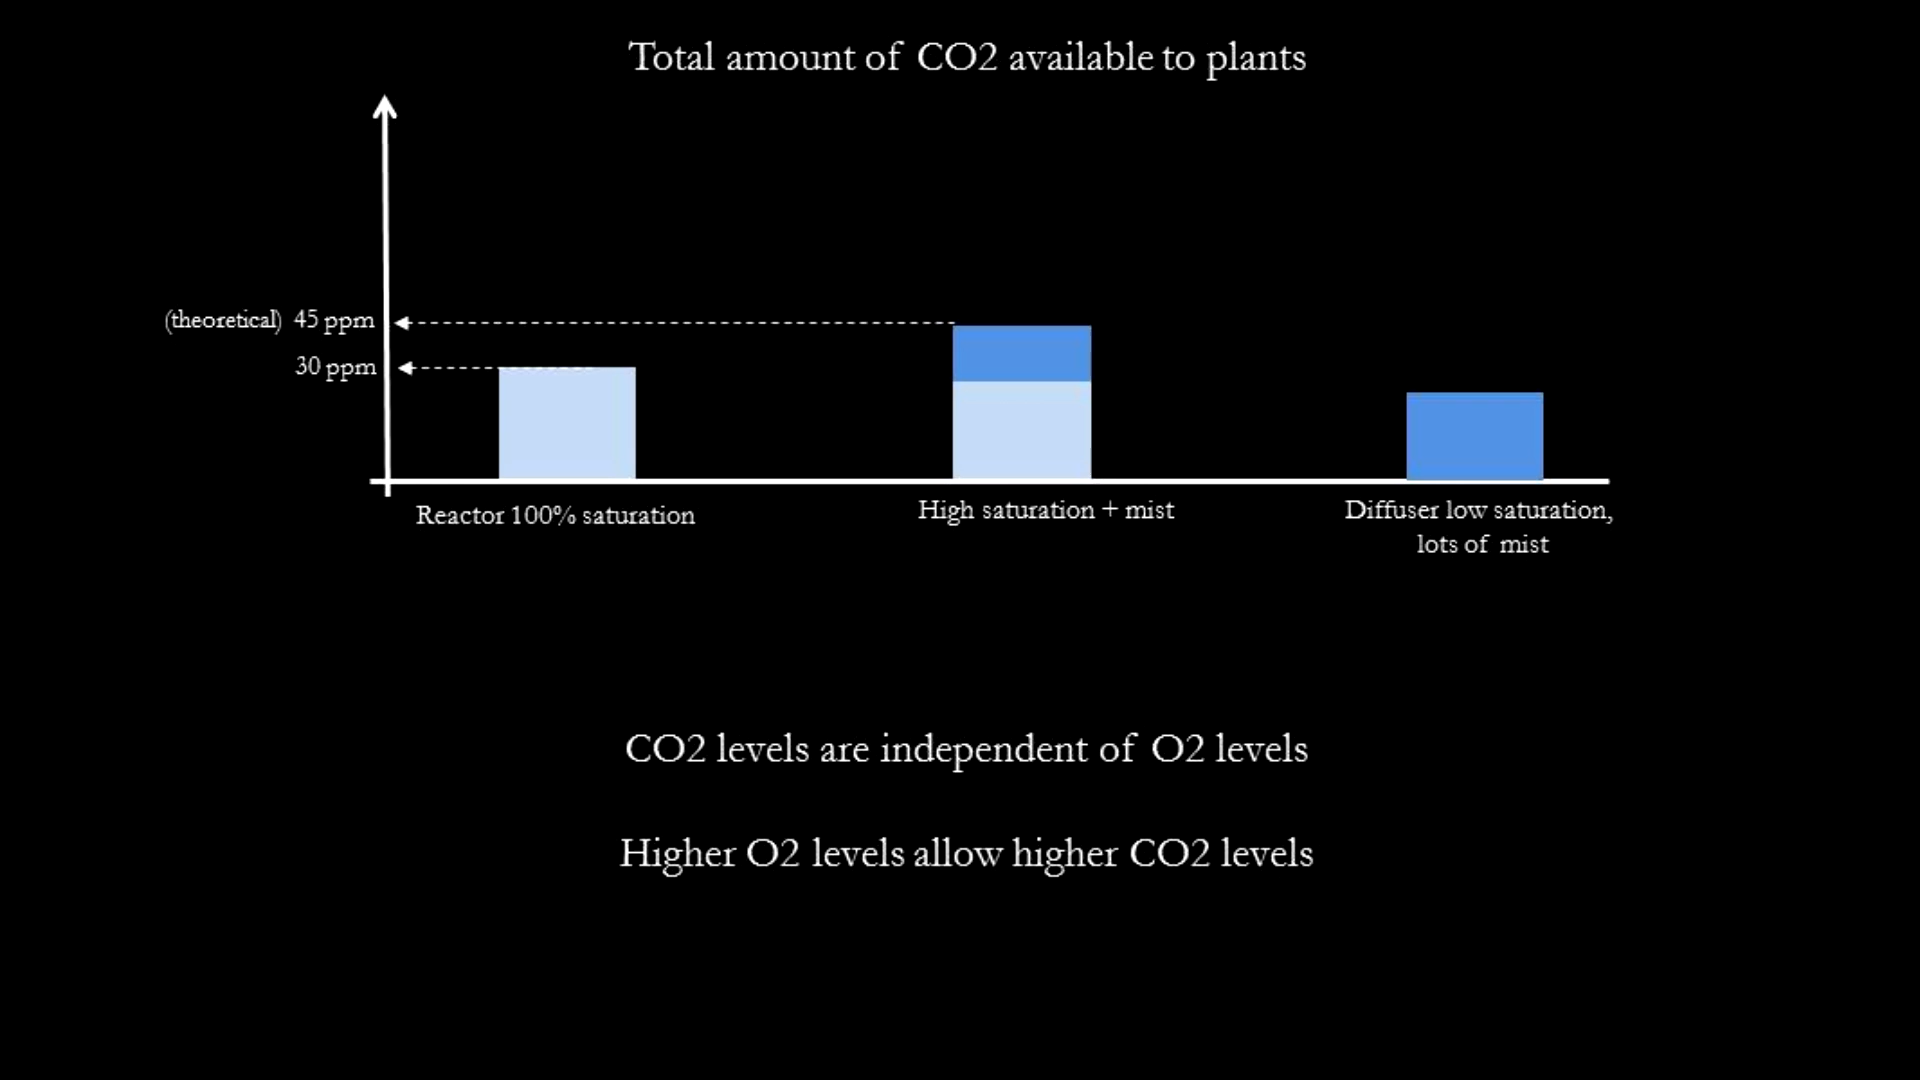 Total amount of CO2 available to plants
(theoretical) 45 ppm
30 ppm
Reactor 100% saturation
High saturation + mist
Diffuser low saturation,
lots of mist
CO2 levels are independent of O2 levels
Higher O2 levels allow higher CO2 levels